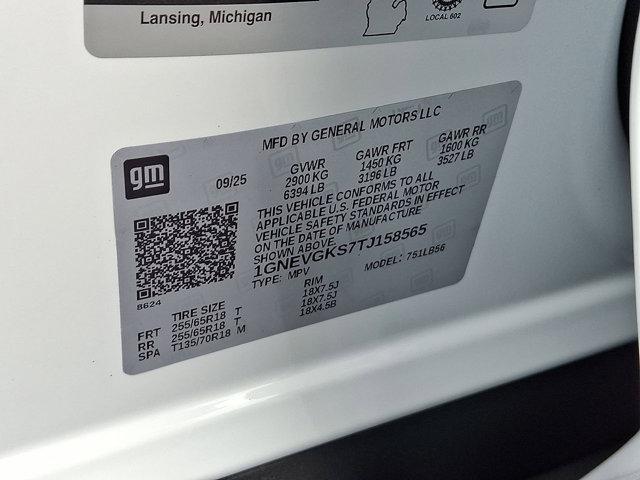 Lansing, Michigan
LOCAL 602
gm
09/25
MFD BY GENERAL MOTORS LLC
GVWR GAWR FRT GAWR RR
2900 KG 1450 KG 1600 KG
6394 LB 3196 LB 3527 LB
THIS VEHICLE CONFORMS TO ALL
APPLICABLE U.S. FEDERAL MOTOR
VEHICLE SAFETY STANDARDS IN EFFECT
ON THE DATE OF MANUFACTURE
SHOWN ABOVE.
1GNEVGKS7TJ158565
TYPE: MPV MODEL: 751LB56
8624
TIRE SIZE RIM
FRT 255/65R18 T 18X7.5J
RR 255/65R18 T 18X7.5J
SPA T135/70R18 M 18X4.5B